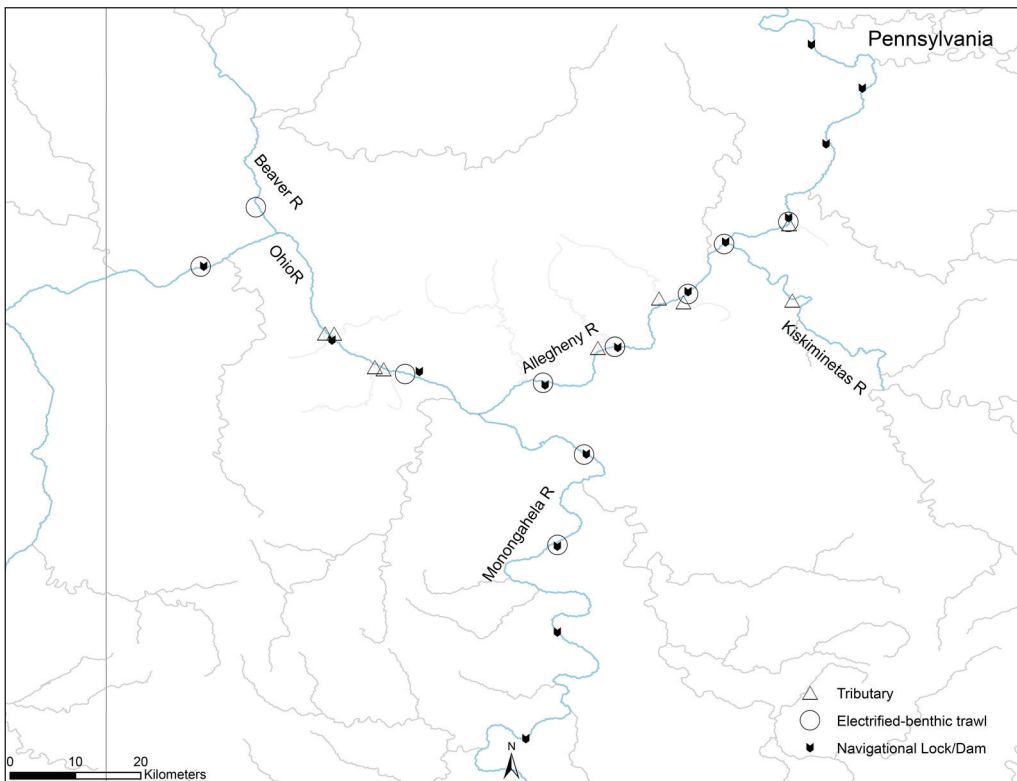 Pennsylvania
Beaver R
OhioR
Allegheny R
Kiskiminetas R
Monongahela R
Tributary
Electrified-benthic trawl
Navigational Lock/Dam
N
0 10 20
Kilometers